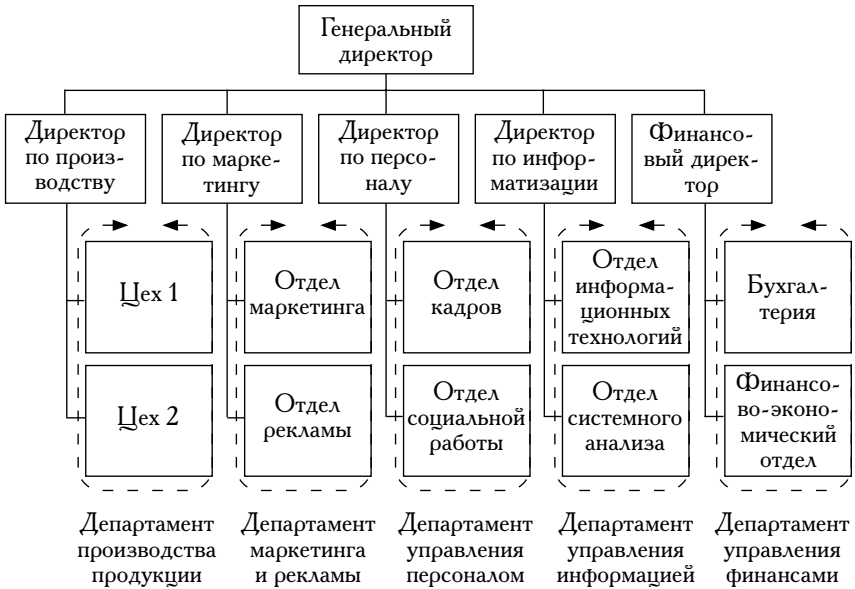 Генеральный
директор
Директор
по произ-
водству
Директор
по марке-
тингу
Директор
по персо-
налу
Директор
по инфор-
матизации
Финансо-
вый дирек-
тор
Цех 1
Отдел
маркетинга
Отдел
кадров
Отдел
информа-
ционных
технологий
Бухгал-
терия
Цех 2
Отдел
рекламы
Отдел
социальной
работы
Отдел
системного
анализа
Финансо-
во-эконо-
мический
отдел
Департамент
производства
продукции
Департамент
маркетинга
и рекламы
Департамент
управления
персоналом
Департамент
управления
информацией
Департамент
управления
финансами